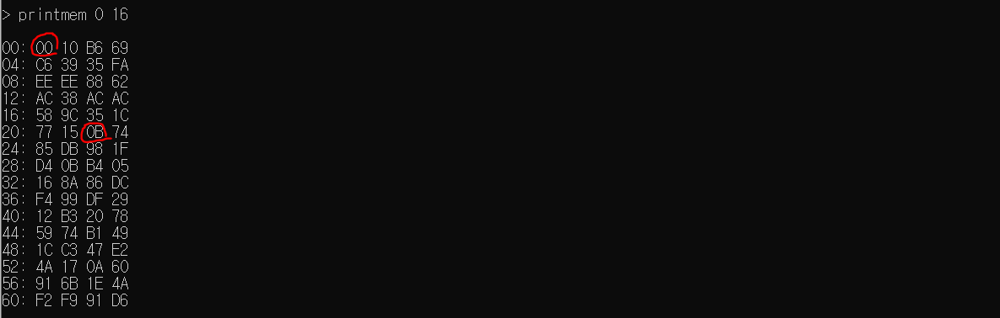 > printmem 0 16
00: 00 10 B6 69
04: C6 39 35 FA
08: EE EE 88 62
12: AC 38 AC AC
16: 58 9C 35 1C
20: 77 15 0B 74
24: 85 DB 98 1F
28: D4 0B B4 05
32: 16 8A 86 DC
36: F4 99 DF 29
40: 12 B3 20 78
44: 59 74 B1 49
48: 1C C3 47 E2
52: 4A 17 0A 60
56: 91 6B 1E 4A
60: F2 F9 91 D6